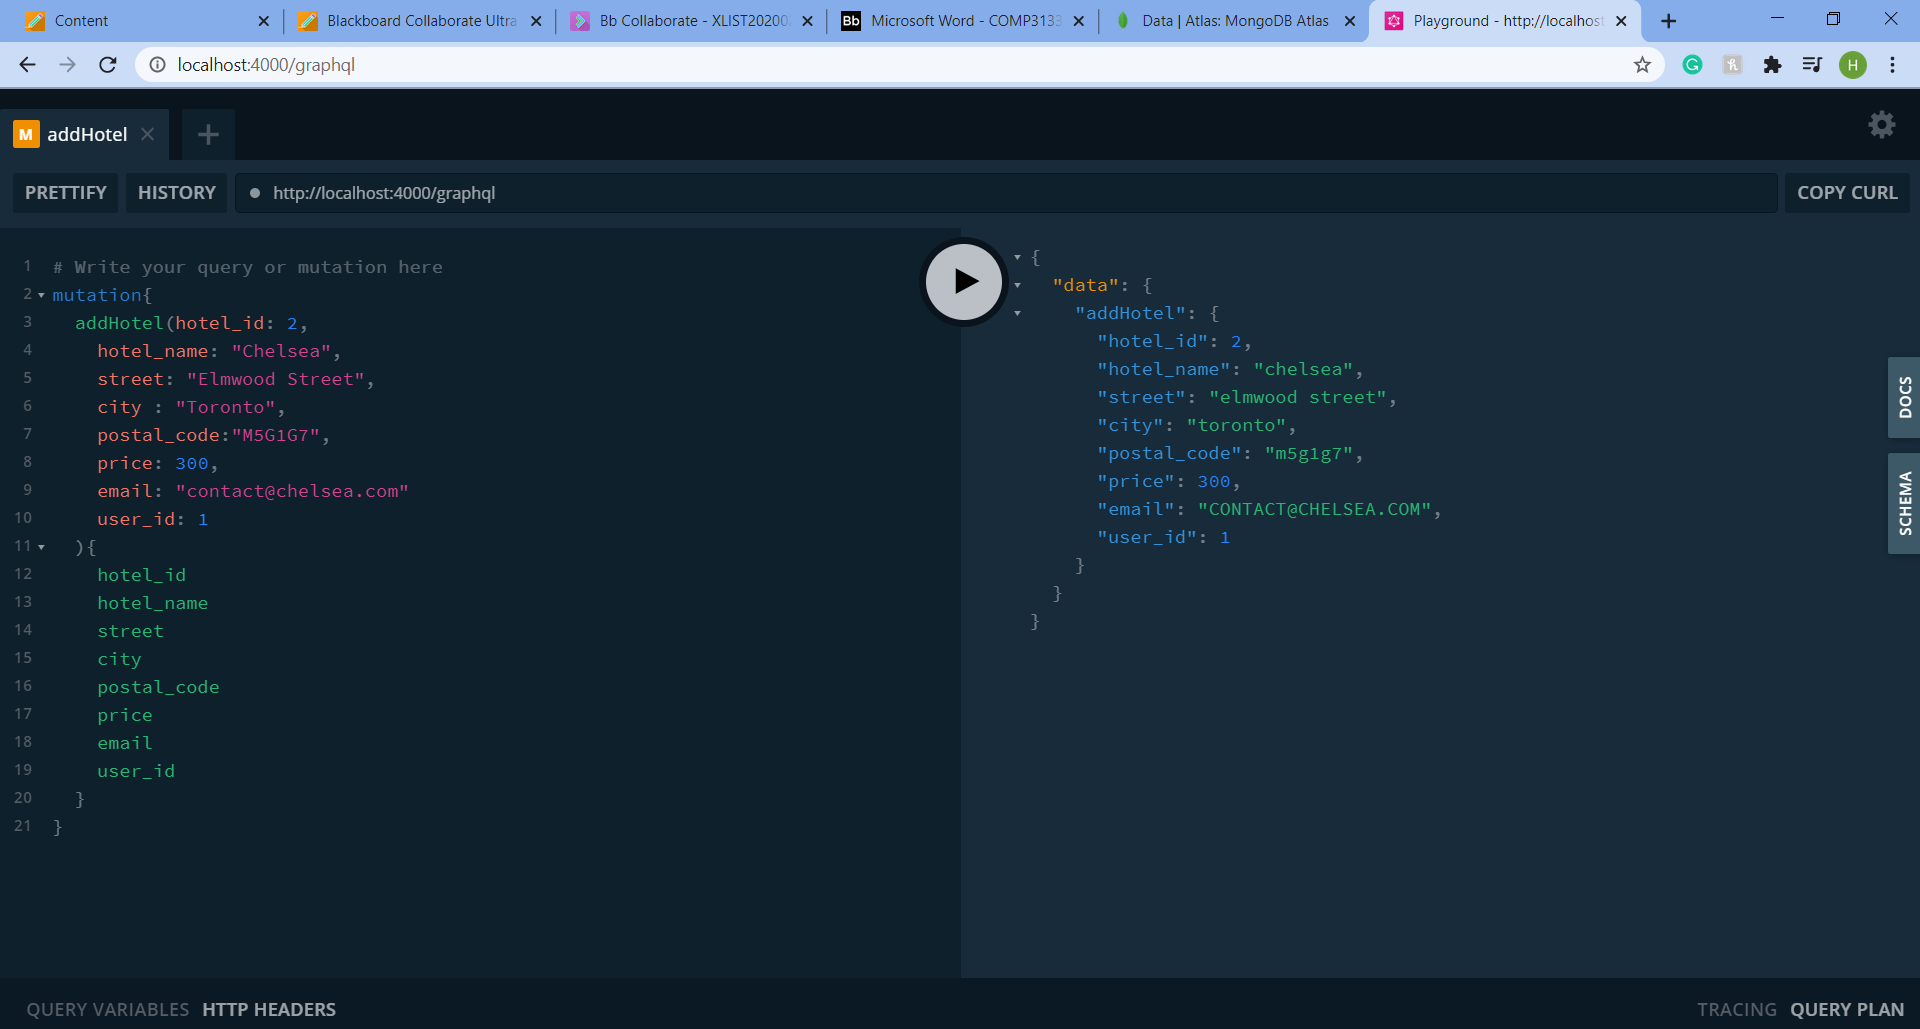 Content
Blackboard Collaborate Ultra
Bb Collaborate - XLIST20200
Bb Microsoft Word - COMP3133
Data | Atlas: MongoDB Atlas
Playground - http://localhost
localhost:4000/graphql
H
M addHotel
PRETTIFY
HISTORY
http://localhost:4000/graphql
COPY CURL
1 # Write your query or mutation here
2 mutation{
3 addHotel(hotel_id: 2,
4 hotel_name: "Chelsea",
5 street: "Elmwood Street",
6 city : "Toronto",
7 postal_code:"M5G1G7",
8 price: 300,
9 email: "contact@chelsea.com"
10 user_id: 1
11 ){
12 hotel_id
13 hotel_name
14 street
15 city
16 postal_code
17 price
18 email
19 user_id
20 }
21 }
{
"data": {
"addHotel": {
"hotel_id": 2,
"hotel_name": "chelsea",
"street": "elmwood street",
"city": "toronto",
"postal_code": "m5g1g7",
"price": 300,
"email": "CONTACT@CHELSEA.COM",
"user_id": 1
}
}
}
DOCS
SCHEMA
QUERY VARIABLES HTTP HEADERS
TRACING QUERY PLAN